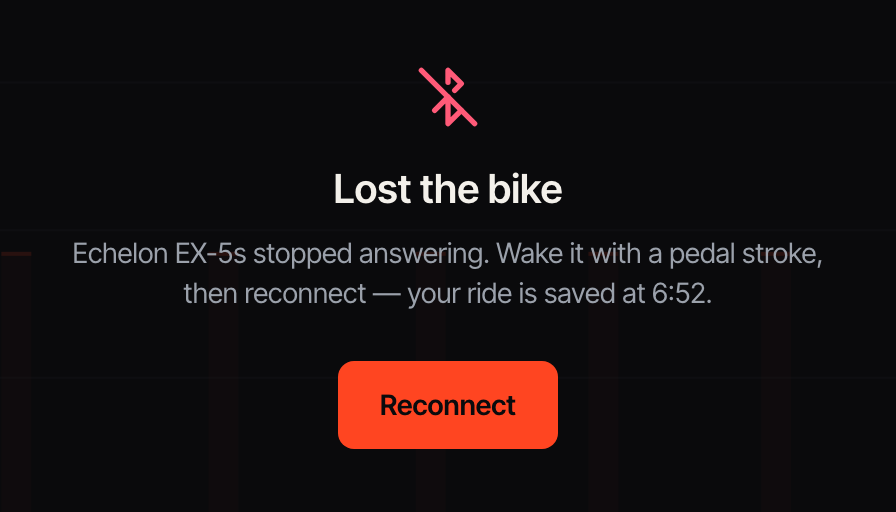 Lost the bike
Echelon EX-5s stopped answering. Wake it with a pedal stroke,
then reconnect — your ride is saved at 6:52.
Reconnect